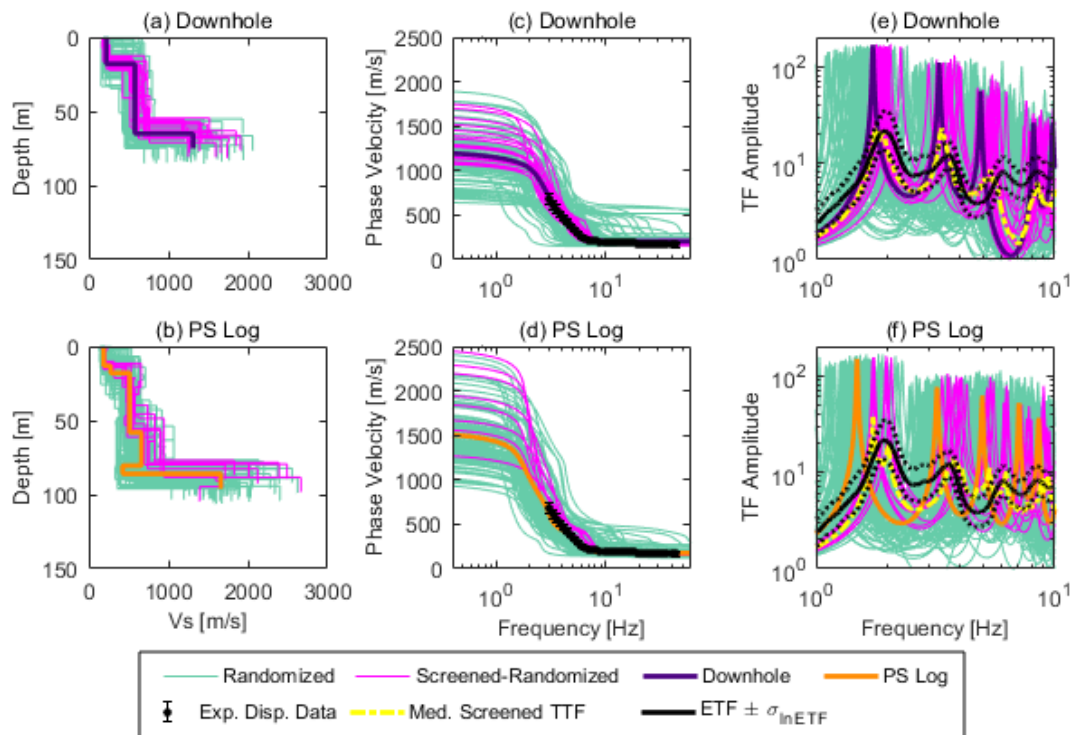 (a) Downhole
(c) Downhole
(e) Downhole
0
50
100
150
Depth [m]
0
1000
2000
3000
2500
2000
1500
1000
500
0
Phase Velocity [m/s]
10^0
10^1
10^2
10^1
10^0
TF Amplitude
10^0
10^1
(b) PS Log
(d) PS Log
(f) PS Log
0
50
100
150
Depth [m]
0
1000
2000
3000
Vs [m/s]
2500
2000
1500
1000
500
0
Phase Velocity [m/s]
10^0
10^1
Frequency [Hz]
10^2
10^1
10^0
TF Amplitude
10^0
10^1
Frequency [Hz]
Randomized
Screened-Randomized
Downhole
PS Log
Exp. Disp. Data
Med. Screened TTF
ETF ± σ_lnETF